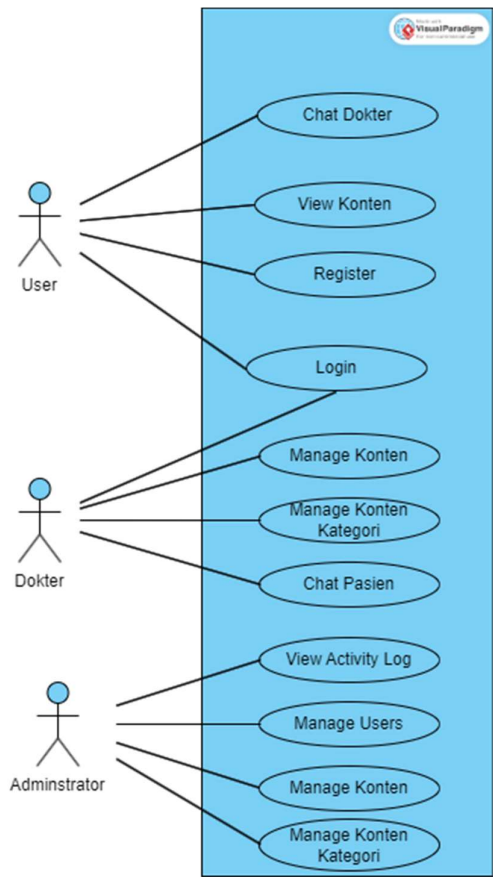 VisualParadigm
Chat Dokter
View Konten
Register
User
Login
Manage Konten
Manage Konten
Kategori
Dokter
Chat Pasien
View Activity Log
Manage Users
Adminstrator
Manage Konten
Manage Konten
Kategori